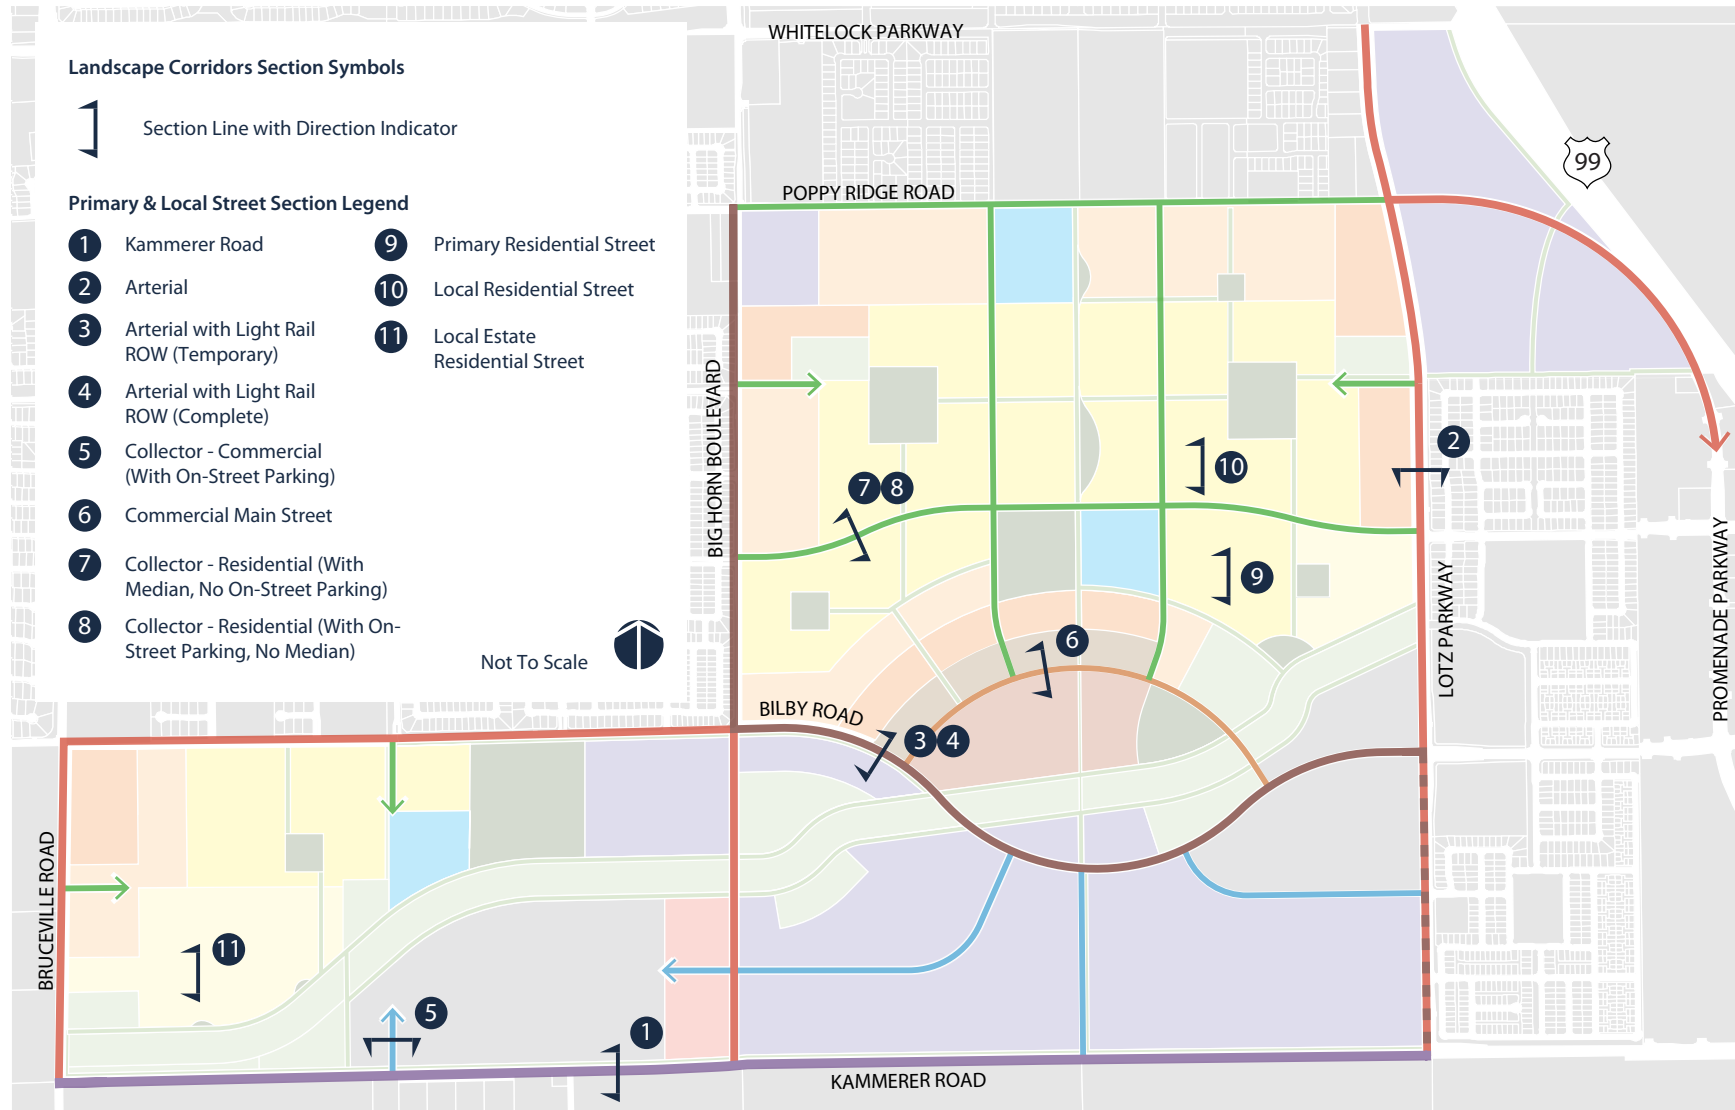 Landscape Corridors Section Symbols
Section Line with Direction Indicator
Primary & Local Street Section Legend
1 Kammerer Road
2 Arterial
3 Arterial with Light Rail
ROW (Temporary)
4 Arterial with Light Rail
ROW (Complete)
5 Collector - Commercial
(With On-Street Parking)
6 Commercial Main Street
7 Collector - Residential (With
Median, No On-Street Parking)
8 Collector - Residential (With On-
Street Parking, No Median)
9 Primary Residential Street
10 Local Residential Street
11 Local Estate
Residential Street
Not To Scale
WHITELOCK PARKWAY
99
POPPY RIDGE ROAD
BIG HORN BOULEVARD
2
10
7 8
9
LOTZ PARKWAY
PROMENADE PARKWAY
6
BILBY ROAD
3 4
BRUCEVILLE ROAD
11
5
1
KAMMERER ROAD